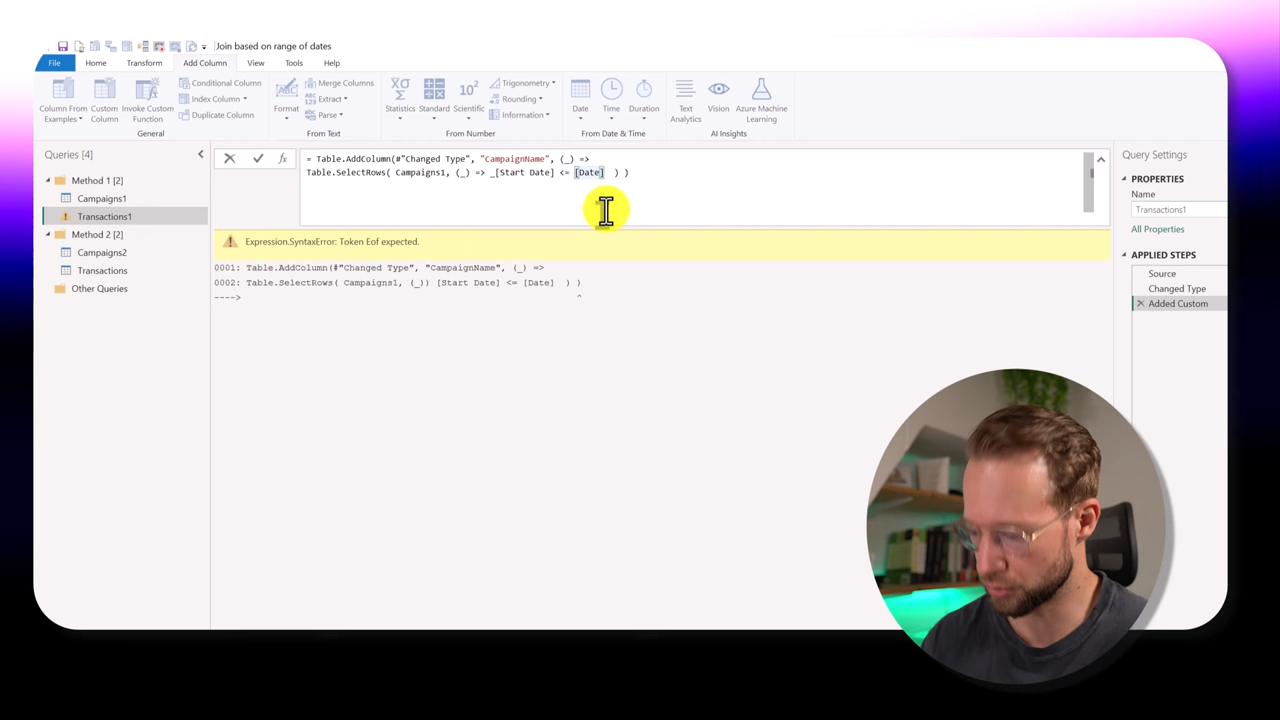 Join based on range of dates
File Home Transform Add Column View Tools Help
Column From Examples
Custom Column
Invoke Custom Function
Conditional Column
Index Column
Duplicate Column
General
Format
Merge Columns
Extract
Parse
From Text
Statistics
Standard
Scientific
Trigonometry
Rounding
Information
From Number
Date
Time
Duration
From Date & Time
Text Analytics
Vision
Azure Machine Learning
AI Insights
Queries [4]
Method 1 [2]
Campaigns1
Transactions1
Method 2 [2]
Campaigns2
Transactions
Other Queries
= Table.AddColumn(#"Changed Type", "CampaignName", (_) =>
Table.SelectRows( Campaigns1, (_) => _[Start Date] <= [Date]  ) )
Expression.SyntaxError: Token Eof expected.
0001: Table.AddColumn(#"Changed Type", "CampaignName", (_) =>
0002: Table.SelectRows( Campaigns1, (_)) [Start Date] <= [Date]  ) )
----> ^
Query Settings
PROPERTIES
Name
Transactions1
All Properties
APPLIED STEPS
Source
Changed Type
Added Custom